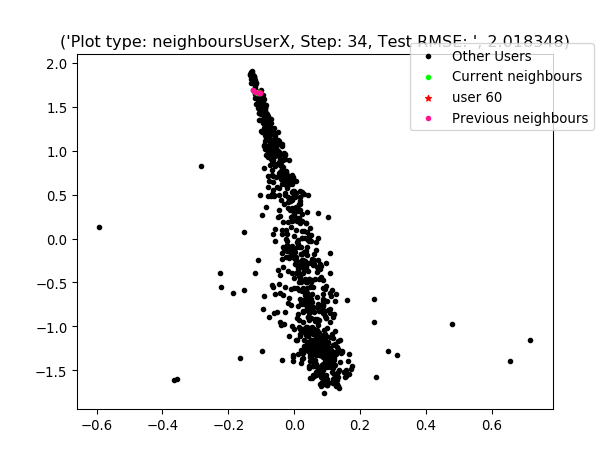 ('Plot type: neighboursUserX, Step: 34, Test RMSE: ', 2.018348)
Other Users
Current neighbours
user 60
Previous neighbours
2.0
1.5
1.0
0.5
0.0
−0.5
−1.0
−1.5
−0.6 −0.4 −0.2 0.0 0.2 0.4 0.6